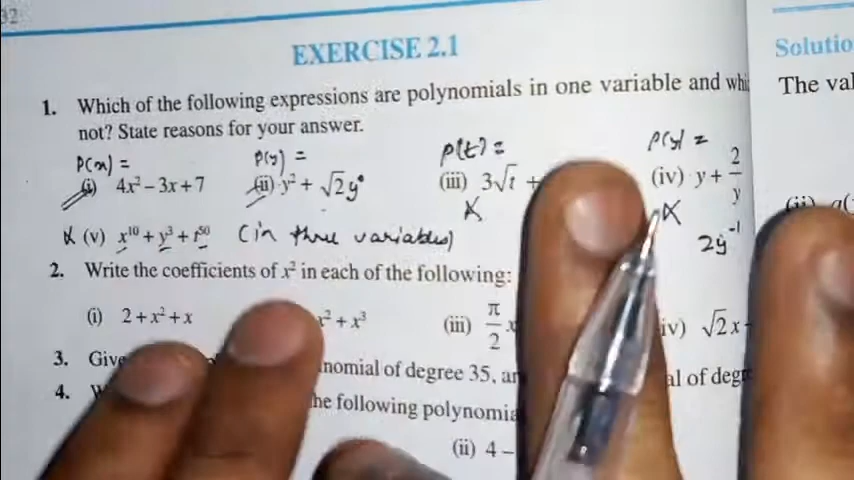 32
EXERCISE 2.1
Solutio
1. Which of the following expressions are polynomials in one variable and whi
The val
not? State reasons for your answer.
P(x) = P(y) = P(t) = P(y) =
(i) 4x² – 3x + 7 (ii) y² + √2 y° (iii) 3√t + (iv) y + 2/y
x (v) x¹⁰ + y³ + t⁵⁰ (in three variables) x x
2y⁻¹
2. Write the coefficients of x² in each of the following:
(i) 2 + x² + x x² + x³ (iii) π/2 x iv) √2 x
3. Give nomial of degree 35, an al of degr
4. he following polynomia
(ii) 4 –